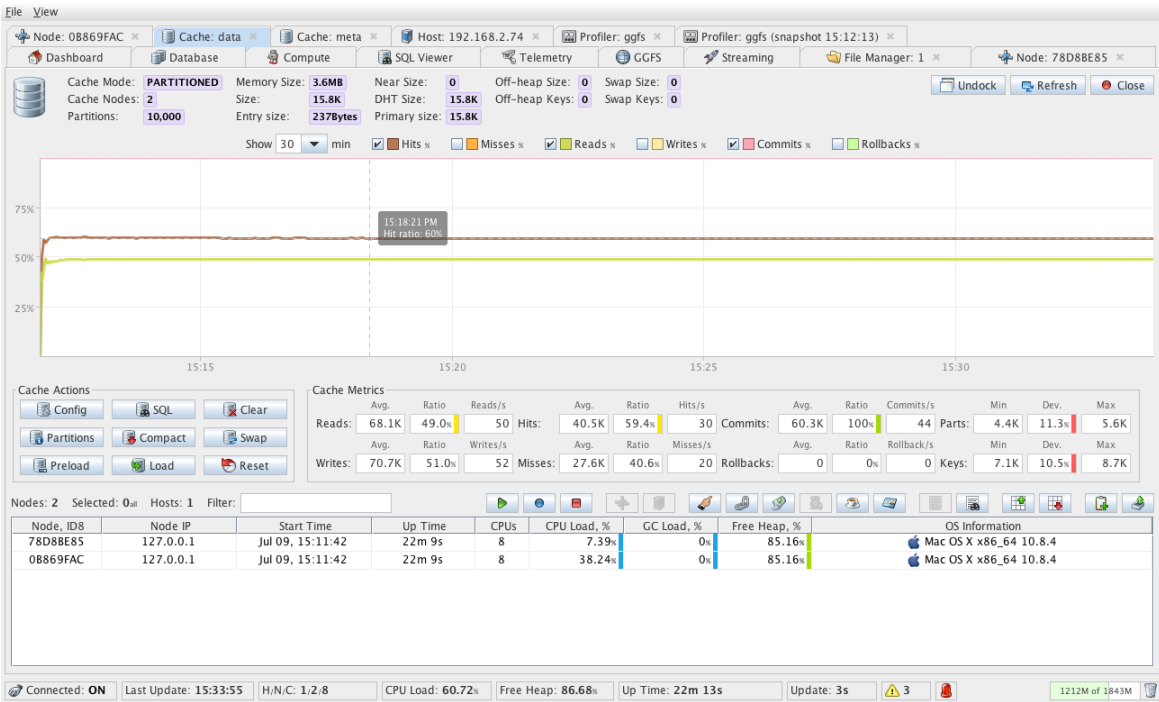 File View
Node: 0B869FAC × Cache: data × Cache: meta × Host: 192.168.2.74 × Profiler: ggfs × Profiler: ggfs (snapshot 15:12:13) ×
Dashboard Database Compute SQL Viewer Telemetry GGFS Streaming File Manager: 1 × Node: 78D8BE85 ×
Cache Mode: PARTITIONED Memory Size: 3.6MB Near Size: 0 Off-heap Size: 0 Swap Size: 0 Undock Refresh Close
Cache Nodes: 2 Size: 15.8K DHT Size: 15.8K Off-heap Keys: 0 Swap Keys: 0
Partitions: 10,000 Entry size: 237Bytes Primary size: 15.8K
Show 30 min Hits % Misses % Reads % Writes % Commits % Rollbacks %
75%
15:18:21 PM
Hit ratio: 60%
50%
25%
15:15 15:20 15:25 15:30
Cache Actions Cache Metrics
Avg. Ratio Reads/s Avg. Ratio Hits/s Avg. Ratio Commits/s Min Dev. Max
Config SQL Clear Reads: 68.1K 49.0% 50 Hits: 40.5K 59.4% 30 Commits: 60.3K 100% 44 Parts: 4.4K 11.3% 5.6K
Partitions Compact Swap
Avg. Ratio Writes/s Avg. Ratio Misses/s Avg. Ratio Rollback/s Min Dev. Max
Preload Load Reset Writes: 70.7K 51.0% 52 Misses: 27.6K 40.6% 20 Rollbacks: 0 0% 0 Keys: 7.1K 10.5% 8.7K
Nodes: 2 Selected: 0all Hosts: 1 Filter:
Node, ID8 Node IP Start Time Up Time CPUs CPU Load, % GC Load, % Free Heap, % OS Information
78D8BE85 127.0.0.1 Jul 09, 15:11:42 22m 9s 8 7.39% 0% 85.16% Mac OS X x86_64 10.8.4
0B869FAC 127.0.0.1 Jul 09, 15:11:42 22m 9s 8 38.24% 0% 85.16% Mac OS X x86_64 10.8.4
Connected: ON Last Update: 15:33:55 H/N/C: 1/2/8 CPU Load: 60.72% Free Heap: 86.68% Up Time: 22m 13s Update: 3s 3 1212M of 1843M